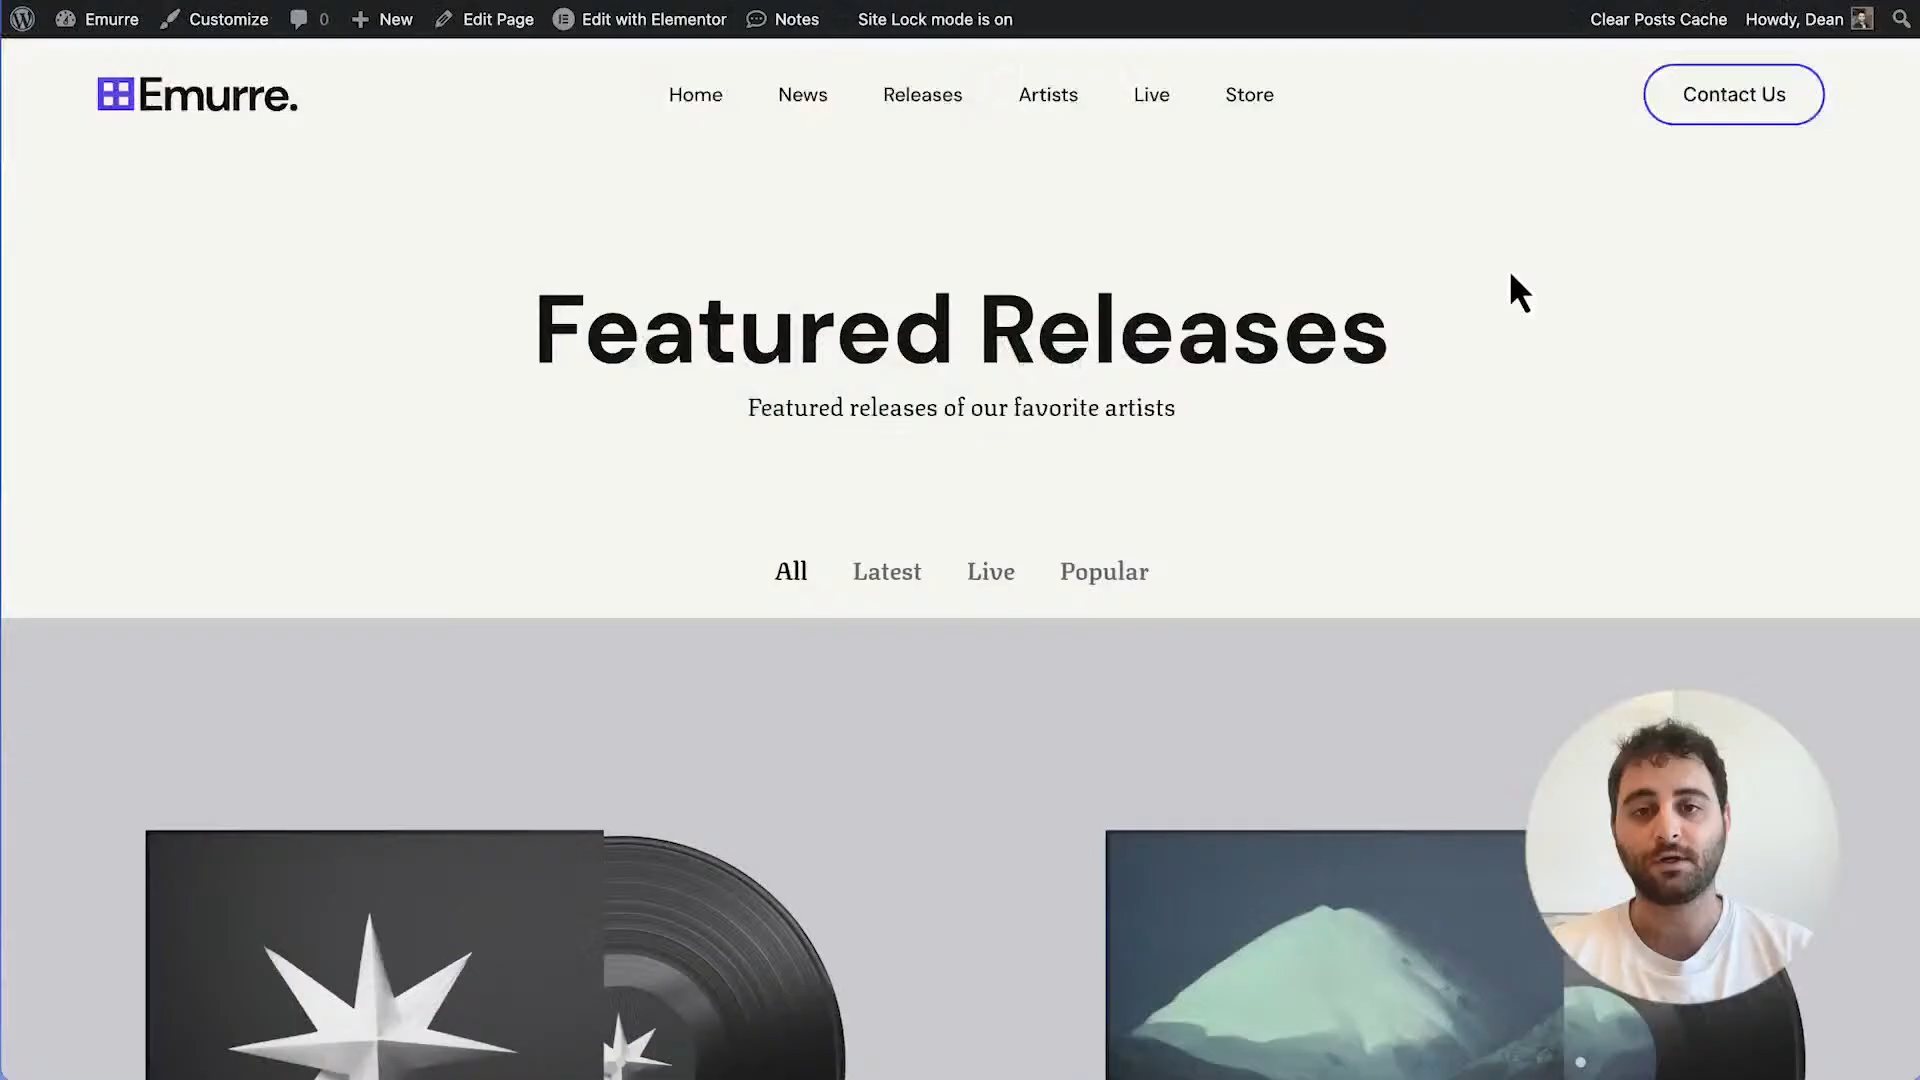 Emurre Customize 0 New Edit Page Edit with Elementor Notes Site Lock mode is on Clear Posts Cache Howdy, Dean
Emurre. Home News Releases Artists Live Store Contact Us
Featured Releases
Featured releases of our favorite artists
All Latest Live Popular